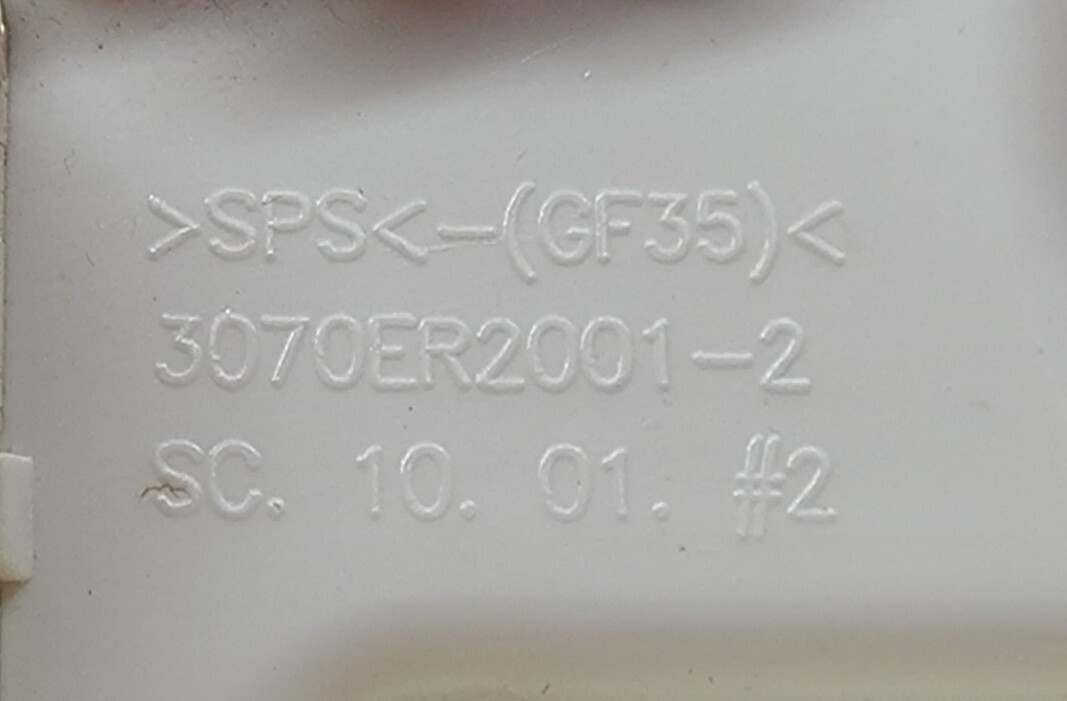 >SPS<-(GF35)<
3070ER2001-2
SC. 10. 01. #2